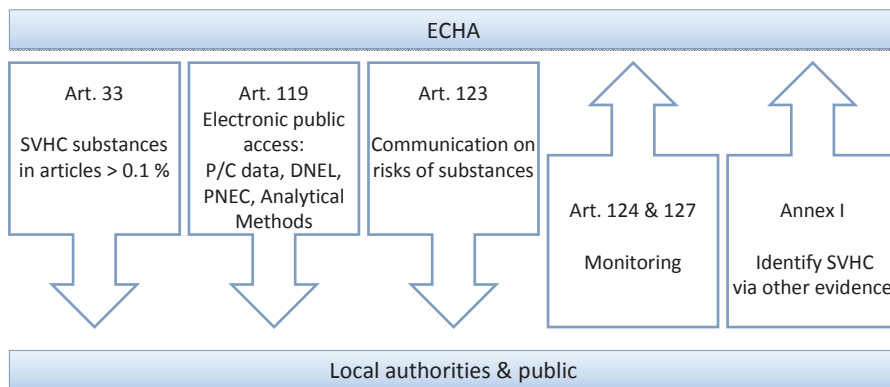 ECHA
Art. 33
SVHC substances
in articles > 0.1 %
Art. 119
Electronic public
access:
P/C data, DNEL,
PNEC, Analytical
Methods
Art. 123
Communication on
risks of substances
Art. 124 & 127
Monitoring
Annex I
Identify SVHC
via other evidence
Local authorities & public